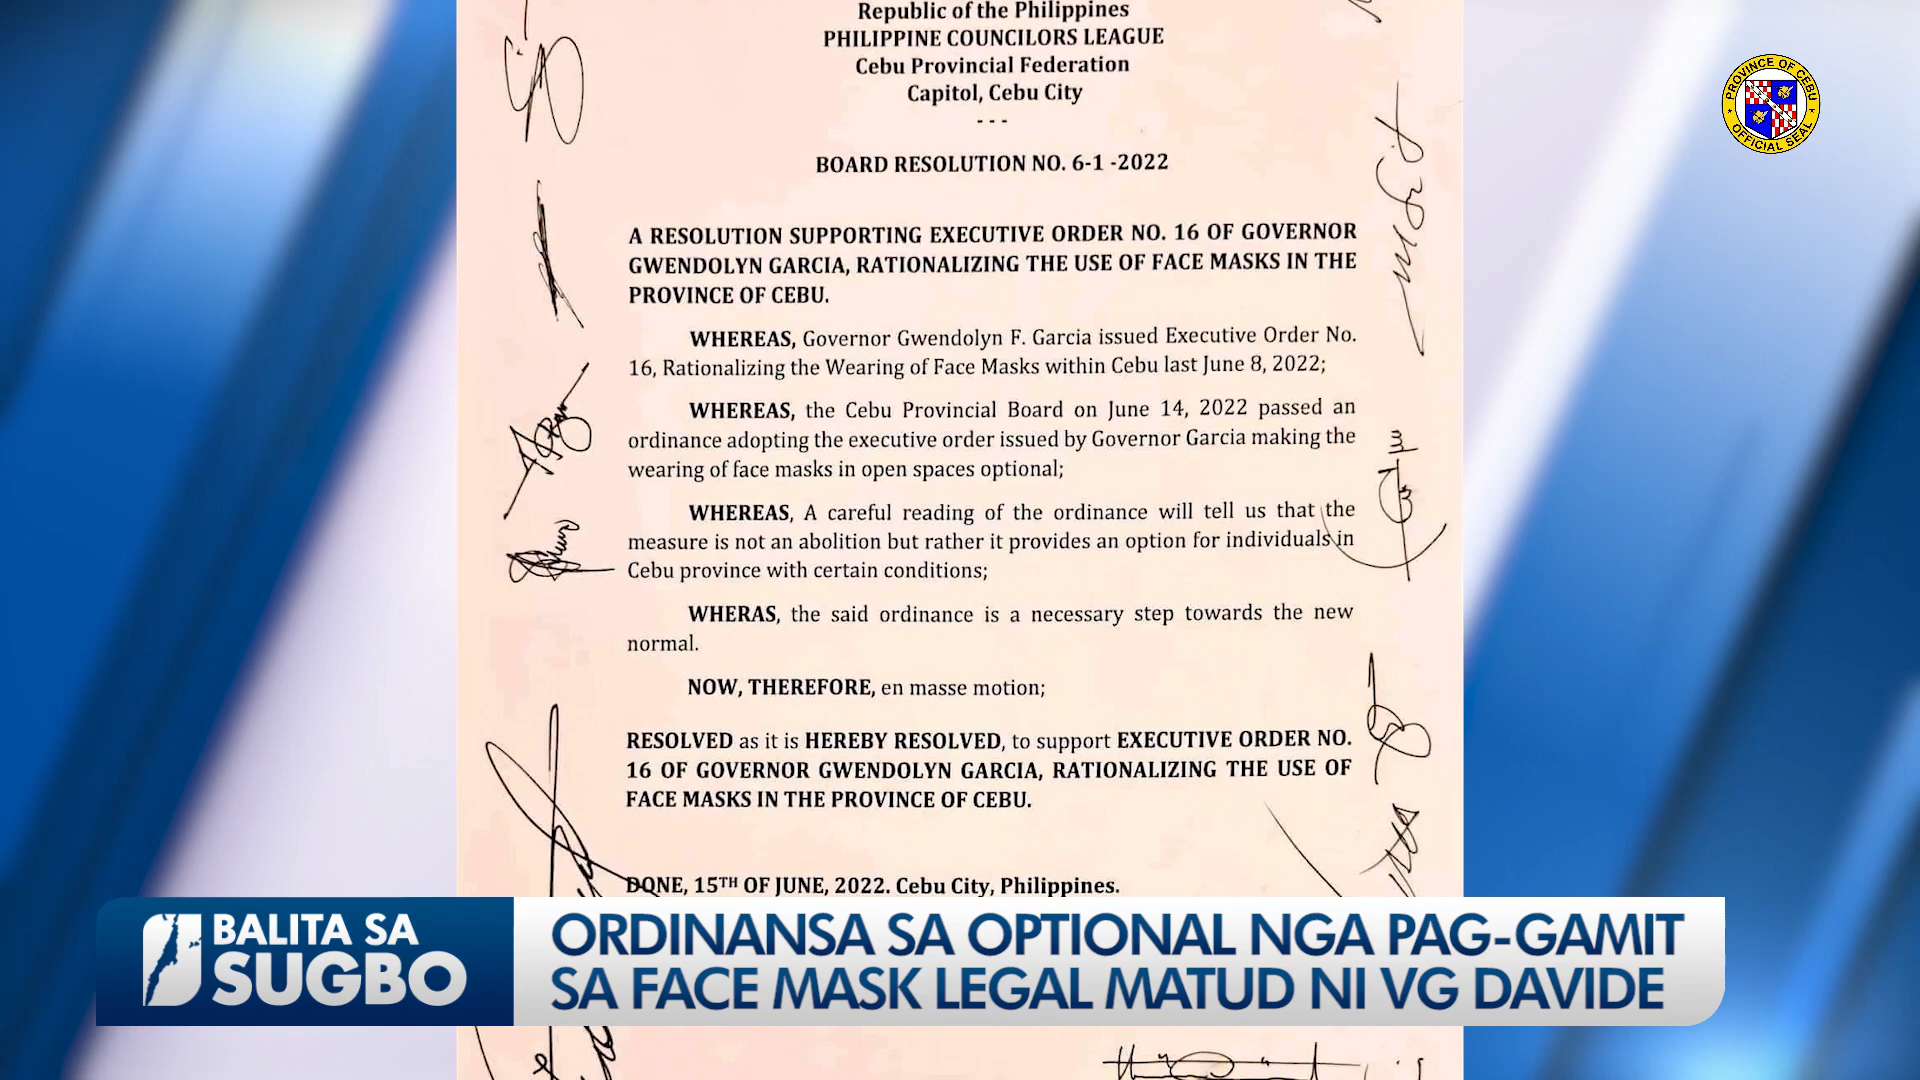 Republic of the Philippines
PHILIPPINE COUNCILORS LEAGUE
Cebu Provincial Federation
Capitol, Cebu City
- - -
BOARD RESOLUTION NO. 6-1 -2022
A RESOLUTION SUPPORTING EXECUTIVE ORDER NO. 16 OF GOVERNOR
GWENDOLYN GARCIA, RATIONALIZING THE USE OF FACE MASKS IN THE
PROVINCE OF CEBU.
WHEREAS, Governor Gwendolyn F. Garcia issued Executive Order No.
16, Rationalizing the Wearing of Face Masks within Cebu last June 8, 2022;
WHEREAS, the Cebu Provincial Board on June 14, 2022 passed an
ordinance adopting the executive order issued by Governor Garcia making the
wearing of face masks in open spaces optional;
WHEREAS, A careful reading of the ordinance will tell us that the
measure is not an abolition but rather it provides an option for individuals in
Cebu province with certain conditions;
WHERAS, the said ordinance is a necessary step towards the new
normal.
NOW, THEREFORE, en masse motion;
RESOLVED as it is HEREBY RESOLVED, to support EXECUTIVE ORDER NO.
16 OF GOVERNOR GWENDOLYN GARCIA, RATIONALIZING THE USE OF
FACE MASKS IN THE PROVINCE OF CEBU.
DONE, 15TH OF JUNE, 2022. Cebu City, Philippines.
PROVINCE OF CEBU
OFFICIAL SEAL
BALITA SA
SUGBO
ORDINANSA SA OPTIONAL NGA PAG-GAMIT
SA FACE MASK LEGAL MATUD NI VG DAVIDE